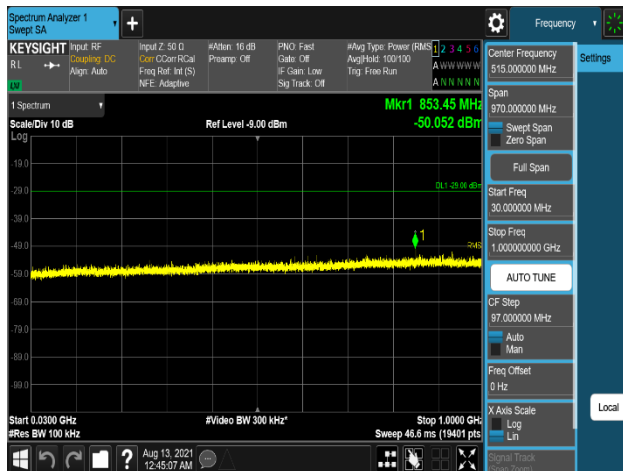 Spectrum Analyzer 1
Swept SA
Frequency
KEYSIGHT
RL
Input: RF
Coupling: DC
Align: Auto
Input Z: 50 Ω
Corr CCorr RCal
Freq Ref: Int (S)
NFE: Adaptive
#Atten: 16 dB
Preamp: Off
PNO: Fast
Gate: Off
IF Gain: Low
Sig Track: Off
#Avg Type: Power (RMS
Avg|Hold: 100/100
Trig: Free Run
1 2 3 4 5 6
A W W W W W
A N N N N N
1 Spectrum
Scale/Div 10 dB
Log
Ref Level -9.00 dBm
Mkr1 853.45 MHz
-50.052 dBm
-19.0
-29.0
DL1 -29.00 dBm
-39.0
1
-49.0
RMS
-59.0
-69.0
-79.0
-89.0
-99.0
Start 0.0300 GHz
#Res BW 100 kHz
#Video BW 300 kHz*
Stop 1.0000 GHz
Sweep 46.6 ms (19401 pts
Aug 13, 2021
12:45:07 AM
Center Frequency
515.000000 MHz
Settings
Span
970.000000 MHz
Swept Span
Zero Span
Full Span
Start Freq
30.000000 MHz
Stop Freq
1.000000000 GHz
AUTO TUNE
CF Step
97.000000 MHz
Auto
Man
Freq Offset
0 Hz
X Axis Scale
Log
Lin
Local
Signal Track
(Span Zoom)